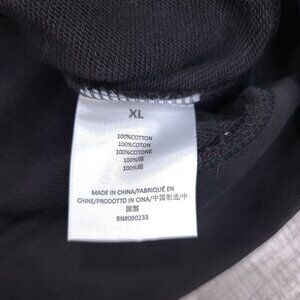 XL
100%COTTON
100%COTON
100%COTONE
100%棉
100%綿
MADE IN CHINA/FABRIQUÉ EN
CHINE/PRODOTTO IN CINA/中国制造/中
国製
RN#090233